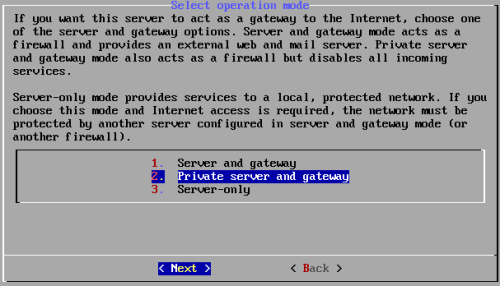 Select operation mode
If you want this server to act as a gateway to the Internet, choose one
of the server and gateway options. Server and gateway mode acts as a
firewall and provides an external web and mail server. Private server
and gateway mode also acts as a firewall but disables all incoming
services.
Server-only mode provides services to a local, protected network. If you
choose this mode and Internet access is required, the network must be
protected by another server configured in server and gateway mode (or
another firewall).
1. Server and gateway
2. Private server and gateway
3. Server-only
< Next > < Back >